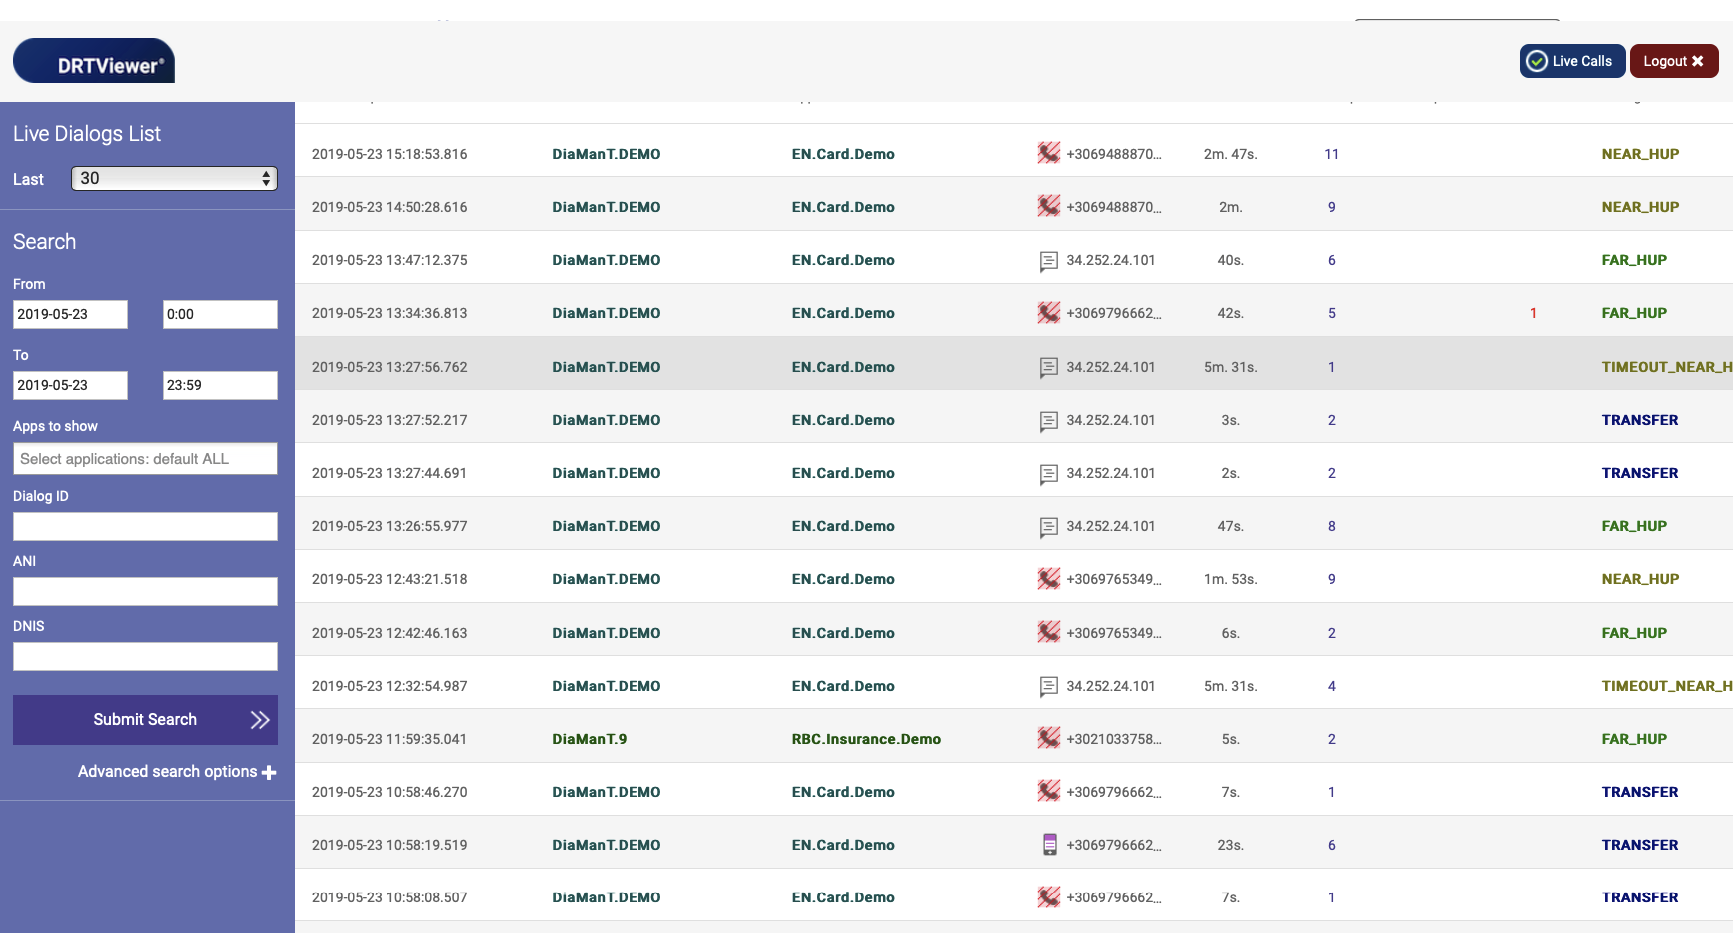 DRTViewer®
Live Calls
Logout
Live Dialogs List
Last 30
Search
From
2019-05-23 0:00
To
2019-05-23 23:59
Apps to show
Select applications: default ALL
Dialog ID
ANI
DNIS
Submit Search
Advanced search options
2019-05-23 15:18:53.816 DiaManT.DEMO EN.Card.Demo +3069488870... 2m. 47s. 11 NEAR_HUP
2019-05-23 14:50:28.616 DiaManT.DEMO EN.Card.Demo +3069488870... 2m. 9 NEAR_HUP
2019-05-23 13:47:12.375 DiaManT.DEMO EN.Card.Demo 34.252.24.101 40s. 6 FAR_HUP
2019-05-23 13:34:36.813 DiaManT.DEMO EN.Card.Demo +3069796662... 42s. 5 1 FAR_HUP
2019-05-23 13:27:56.762 DiaManT.DEMO EN.Card.Demo 34.252.24.101 5m. 31s. 1 TIMEOUT_NEAR_H
2019-05-23 13:27:52.217 DiaManT.DEMO EN.Card.Demo 34.252.24.101 3s. 2 TRANSFER
2019-05-23 13:27:44.691 DiaManT.DEMO EN.Card.Demo 34.252.24.101 2s. 2 TRANSFER
2019-05-23 13:26:55.977 DiaManT.DEMO EN.Card.Demo 34.252.24.101 47s. 8 FAR_HUP
2019-05-23 12:43:21.518 DiaManT.DEMO EN.Card.Demo +3069765349... 1m. 53s. 9 NEAR_HUP
2019-05-23 12:42:46.163 DiaManT.DEMO EN.Card.Demo +3069765349... 6s. 2 FAR_HUP
2019-05-23 12:32:54.987 DiaManT.DEMO EN.Card.Demo 34.252.24.101 5m. 31s. 4 TIMEOUT_NEAR_H
2019-05-23 11:59:35.041 DiaManT.9 RBC.Insurance.Demo +3021033758... 5s. 2 FAR_HUP
2019-05-23 10:58:46.270 DiaManT.DEMO EN.Card.Demo +3069796662... 7s. 1 TRANSFER
2019-05-23 10:58:19.519 DiaManT.DEMO EN.Card.Demo +3069796662... 23s. 6 TRANSFER
2019-05-23 10:58:08.507 DiaManT.DEMO EN.Card.Demo +3069796662... 7s. 1 TRANSFER